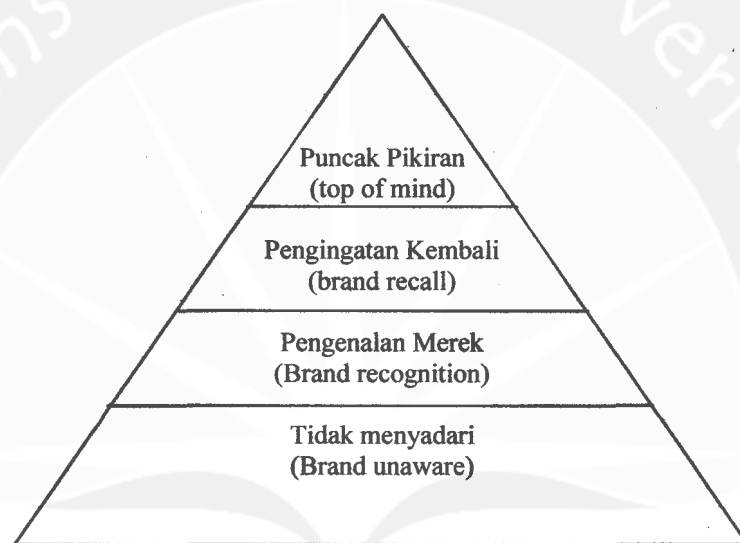 Puncak Pikiran
(top of mind)
Pengingatan Kembali
(brand recall)
Pengenalan Merek
(Brand recognition)
Tidak menyadari
(Brand unaware)